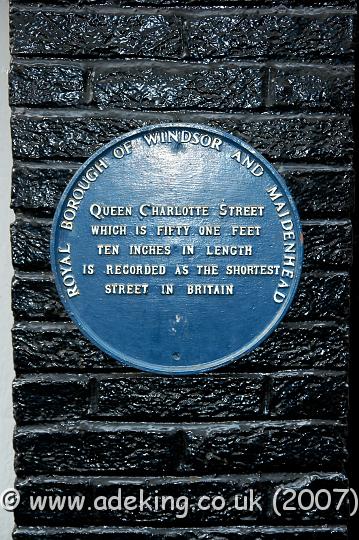 ROYAL BOROUGH OF WINDSOR AND MAIDENHEAD
QUEEN CHARLOTTE STREET
WHICH IS FIFTY ONE FEET
TEN INCHES IN LENGTH
IS RECORDED AS THE SHORTEST
STREET IN BRITAIN
© www.adeking.co.uk (2007)